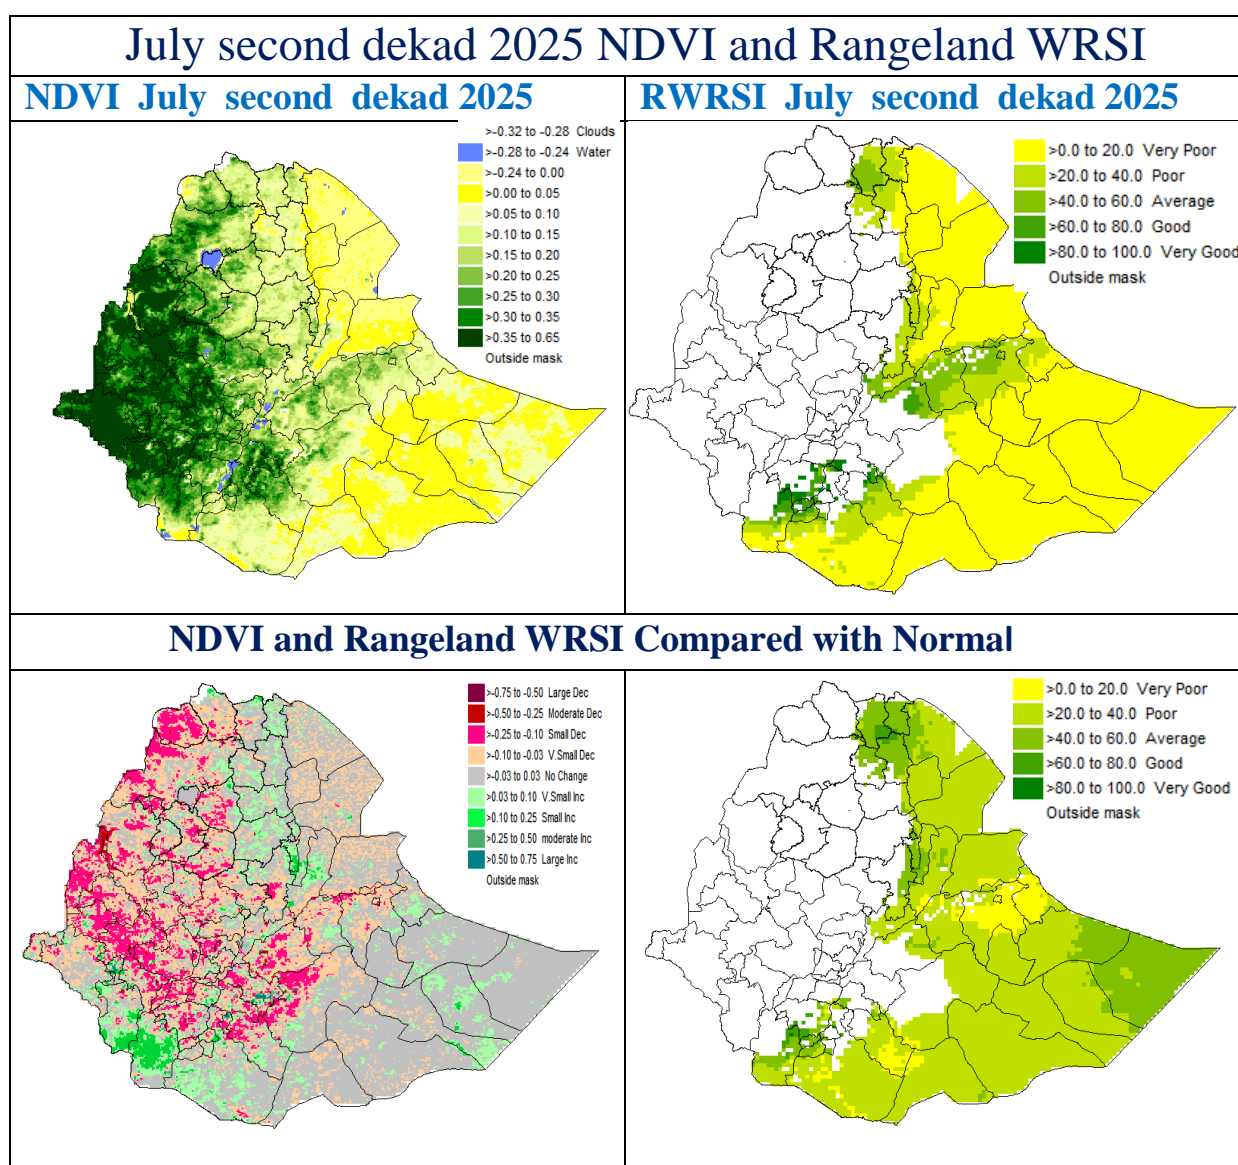 July second dekad 2025 NDVI and Rangeland WRSI
NDVI July second dekad 2025
>-0.32 to -0.28 Clouds
>-0.28 to -0.24 Water
>-0.24 to 0.00
>0.00 to 0.05
>0.05 to 0.10
>0.10 to 0.15
>0.15 to 0.20
>0.20 to 0.25
>0.25 to 0.30
>0.30 to 0.35
>0.35 to 0.65
Outside mask
RWRSI July second dekad 2025
>0.0 to 20.0 Very Poor
>20.0 to 40.0 Poor
>40.0 to 60.0 Average
>60.0 to 80.0 Good
>80.0 to 100.0 Very Good
Outside mask
NDVI and Rangeland WRSI Compared with Normal
>-0.75 to -0.50 Large Dec
>-0.50 to -0.25 Moderate Dec
>-0.25 to -0.10 Small Dec
>-0.10 to -0.03 V.Small Dec
>-0.03 to 0.03 No Change
>0.03 to 0.10 V.Small Inc
>0.10 to 0.25 Small Inc
>0.25 to 0.50 moderate Inc
>0.50 to 0.75 Large Inc
Outside mask
>0.0 to 20.0 Very Poor
>20.0 to 40.0 Poor
>40.0 to 60.0 Average
>60.0 to 80.0 Good
>80.0 to 100.0 Very Good
Outside mask